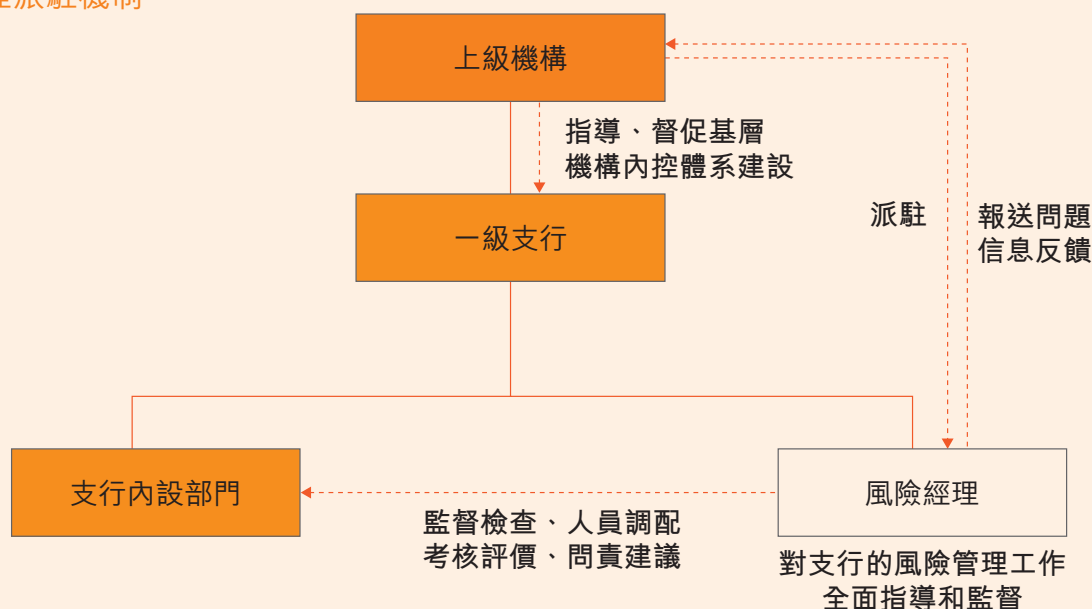 派駐機制
上級機構
指導、督促基層
機構內控體系建設
一級支行
派駐
報送問題
信息反饋
支行內設部門
風險經理
監督檢查、人員調配
考核評價、問責建議
對支行的風險管理工作
全面指導和監督